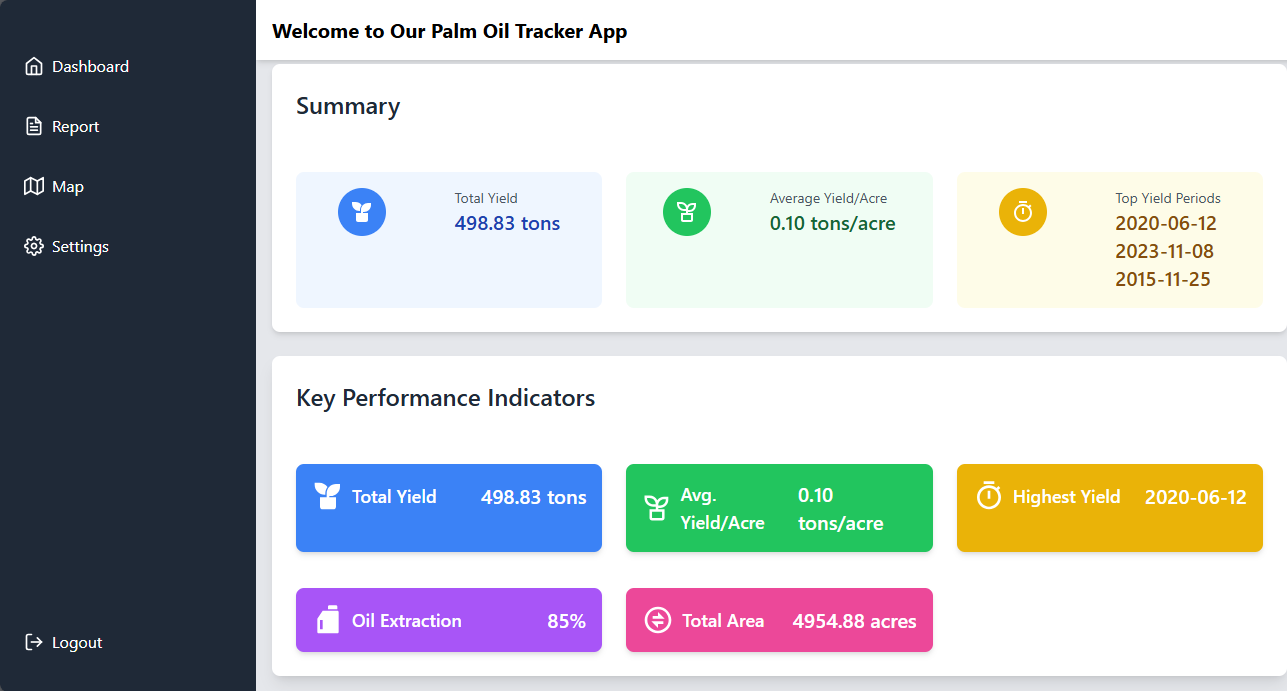 Welcome to Our Palm Oil Tracker App
Dashboard
Report
Map
Settings
Logout
Summary
Total Yield
498.83 tons
Average Yield/Acre
0.10 tons/acre
Top Yield Periods
2020-06-12
2023-11-08
2015-11-25
Key Performance Indicators
Total Yield 498.83 tons
Avg. 0.10
Yield/Acre tons/acre
Highest Yield 2020-06-12
Oil Extraction 85%
Total Area 4954.88 acres